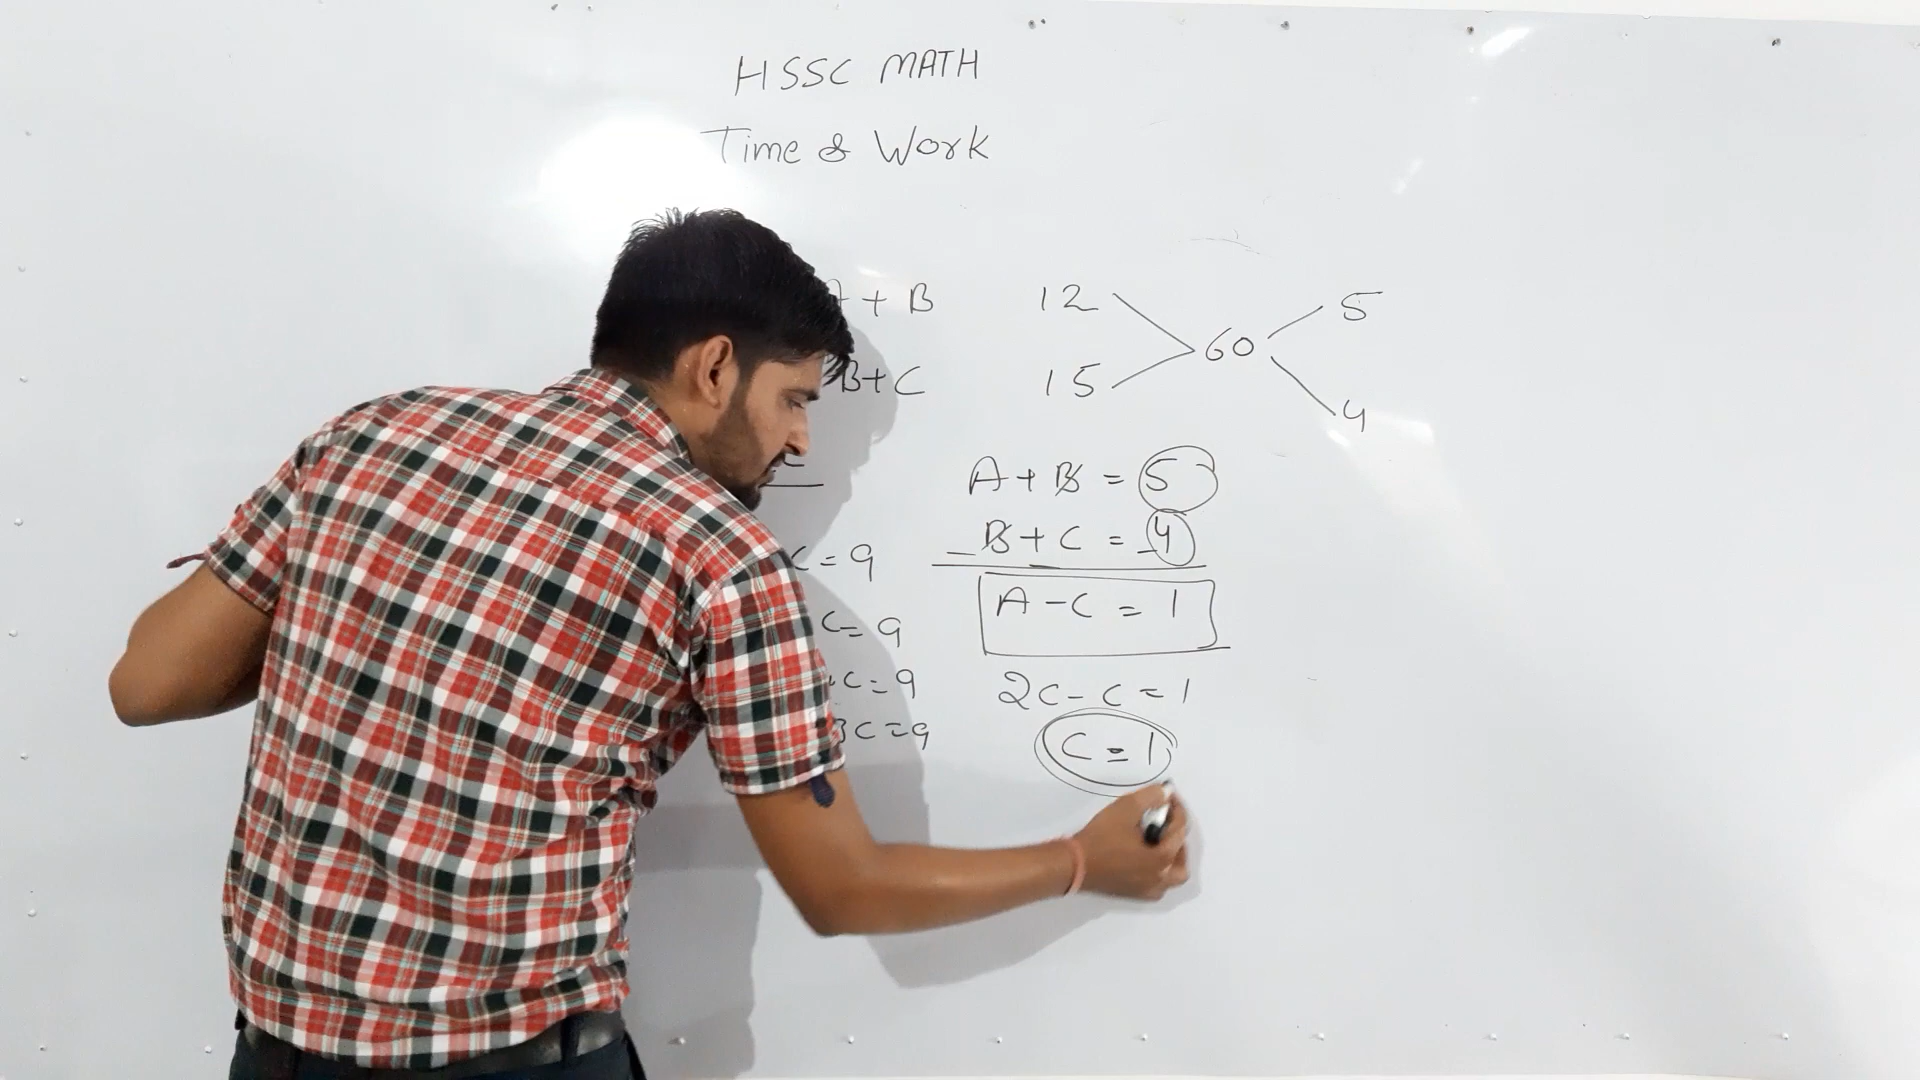 HSSC MATH
Time & Work
A + B 12 60 5
B+C 15 4
A + B = 5
B + C = 4
C = 9
A - C = 1
C = 9
C = 9
2C - C = 1
3C = 9
C = 1